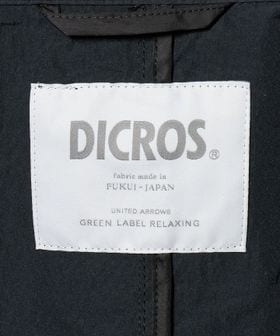 DICROS®
fabric made in
FUKUI - JAPAN
UNITED ARROWS
GREEN LABEL RELAXING